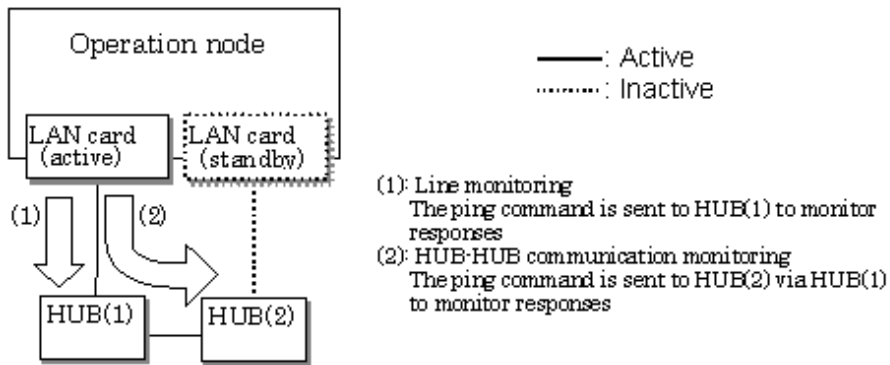 Operation node
LAN card
(active)
LAN card
(standby)
(1)
(2)
HUB(1)
HUB(2)
: Active
: Inactive
(1): Line monitoring
The ping command is sent to HUB(1) to monitor
responses
(2): HUB-HUB communication monitoring
The ping command is sent to HUB(2) via HUB(1)
to monitor responses